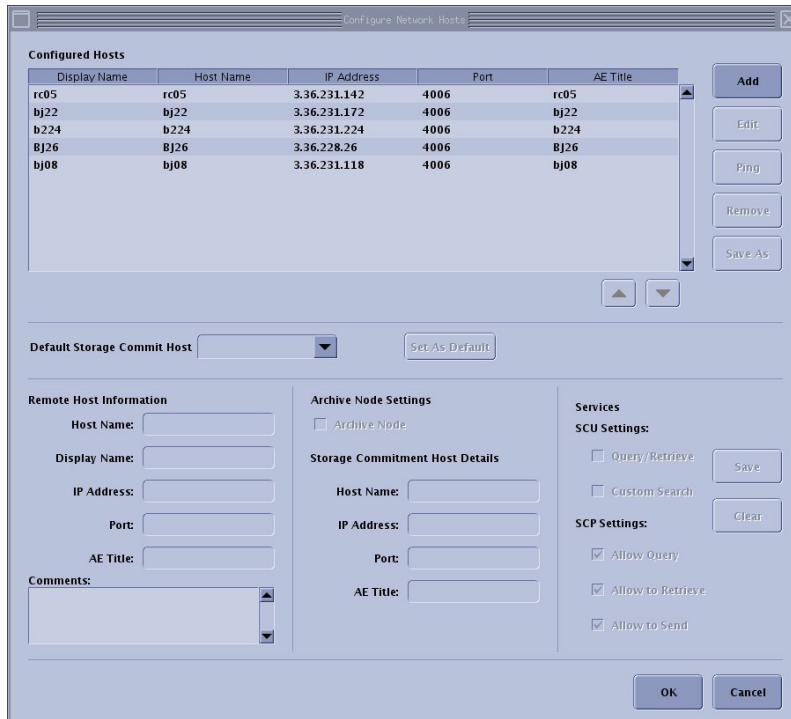 Configure Network Hosts
Configured Hosts
Display Name Host Name IP Address Port AE Title
rc05 rc05 3.36.231.142 4006 rc05
bj22 bj22 3.36.231.172 4006 bj22
b224 b224 3.36.231.224 4006 b224
BJ26 BJ26 3.36.228.26 4006 BJ26
bj08 bj08 3.36.231.118 4006 bj08
Add
Edit
Ping
Remove
Save As
Default Storage Commit Host
Set As Default
Remote Host Information
Host Name:
Display Name:
IP Address:
Port:
AE Title:
Comments:
Archive Node Settings
Archive Node
Storage Commitment Host Details
Host Name:
IP Address:
Port:
AE Title:
Services
SCU Settings:
Query/Retrieve
Custom Search
SCP Settings:
Allow Query
Allow to Retrieve
Allow to Send
Save
Clear
OK
Cancel